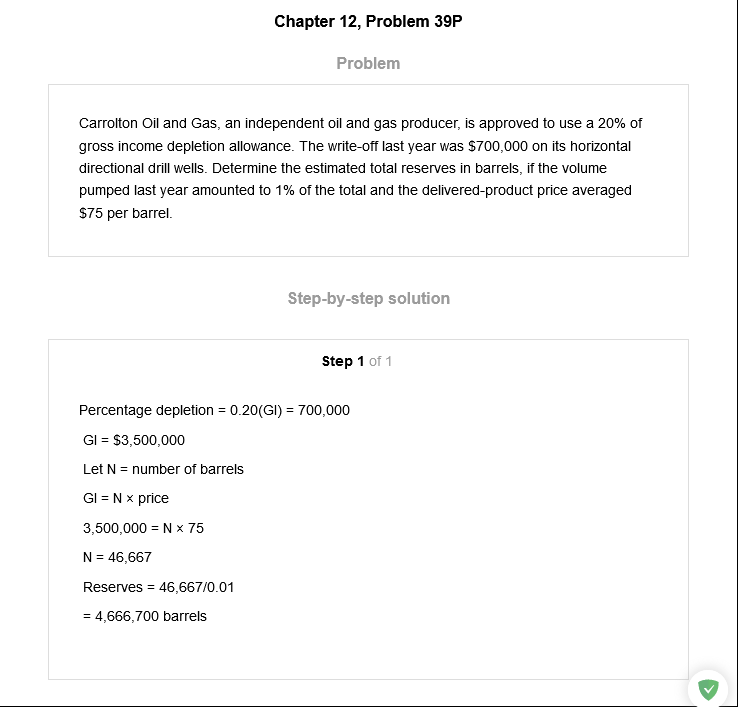 Chapter 12, Problem 39P
Problem
Carrolton Oil and Gas, an independent oil and gas producer, is approved to use a 20% of
gross income depletion allowance. The write-off last year was $700,000 on its horizontal
directional drill wells. Determine the estimated total reserves in barrels, if the volume
pumped last year amounted to 1% of the total and the delivered-product price averaged
$75 per barrel.
Step-by-step solution
Step 1 of 1
Percentage depletion = 0.20(GI) = 700,000
GI = $3,500,000
Let N = number of barrels
GI = N × price
3,500,000 = N × 75
N = 46,667
Reserves = 46,667/0.01
= 4,666,700 barrels